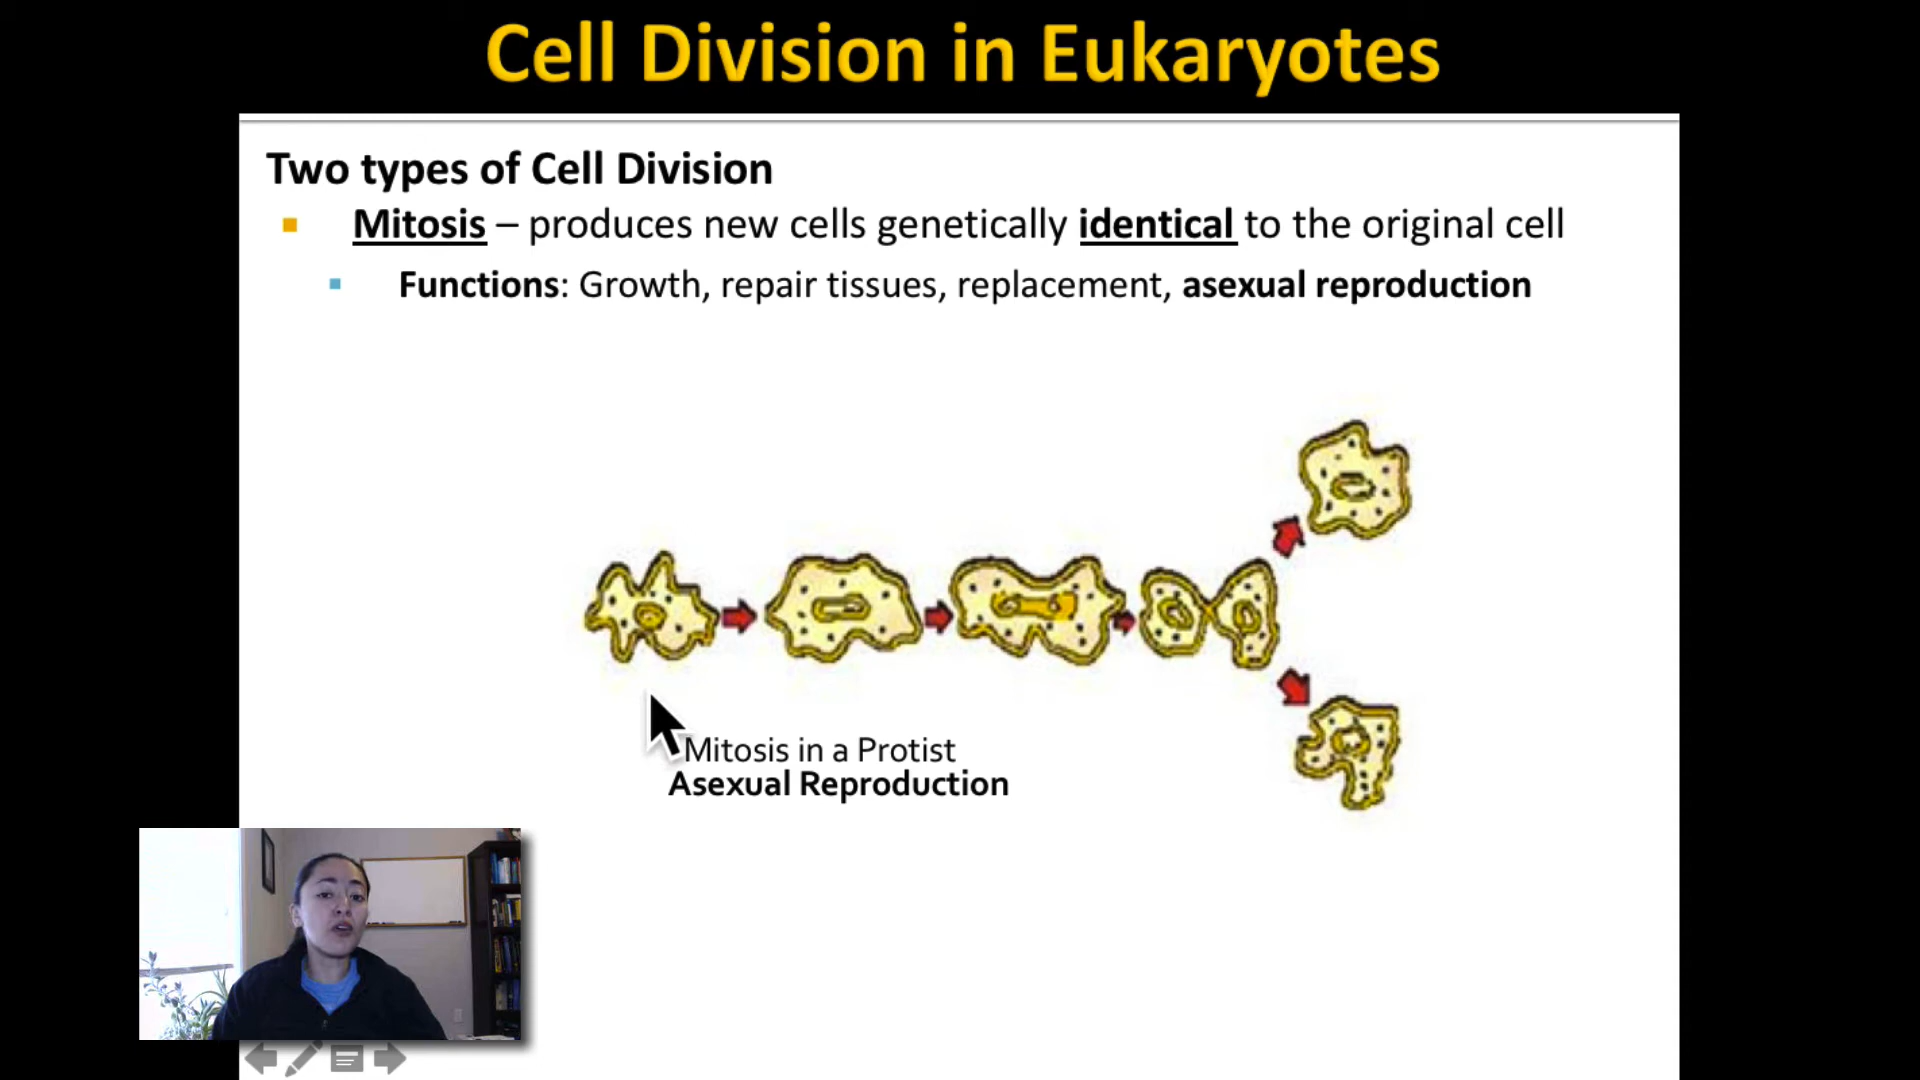 Cell Division in Eukaryotes
Two types of Cell Division
Mitosis – produces new cells genetically identical to the original cell
Functions: Growth, repair tissues, replacement, asexual reproduction
Mitosis in a Protist
Asexual Reproduction